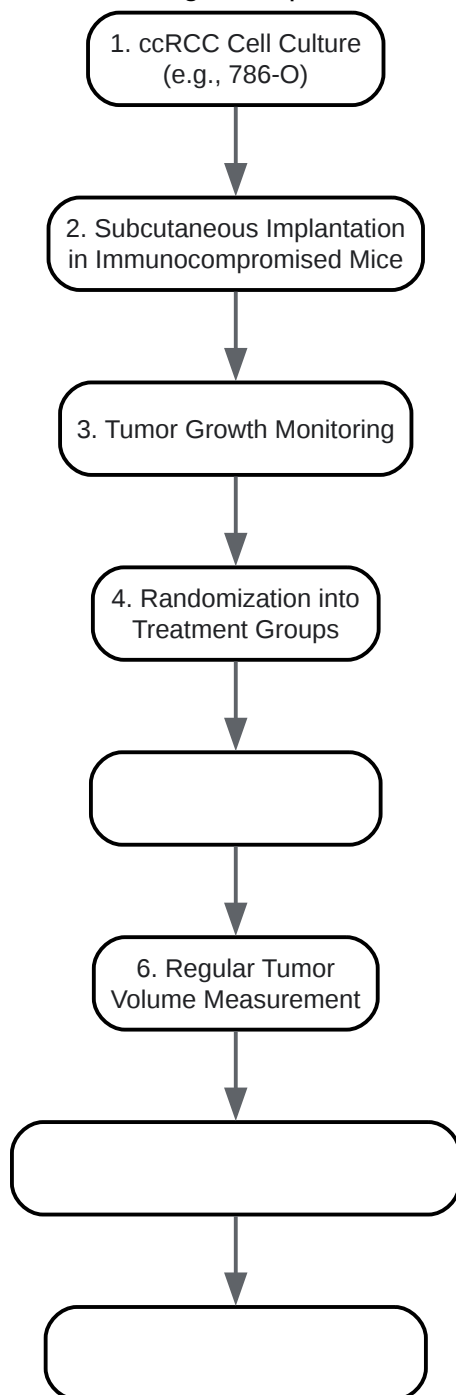 1. ccRCC Cell Culture
(e.g., 786-O)
2. Subcutaneous Implantation
in Immunocompromised Mice
3. Tumor Growth Monitoring
4. Randomization into
Treatment Groups
6. Regular Tumor
Volume Measurement